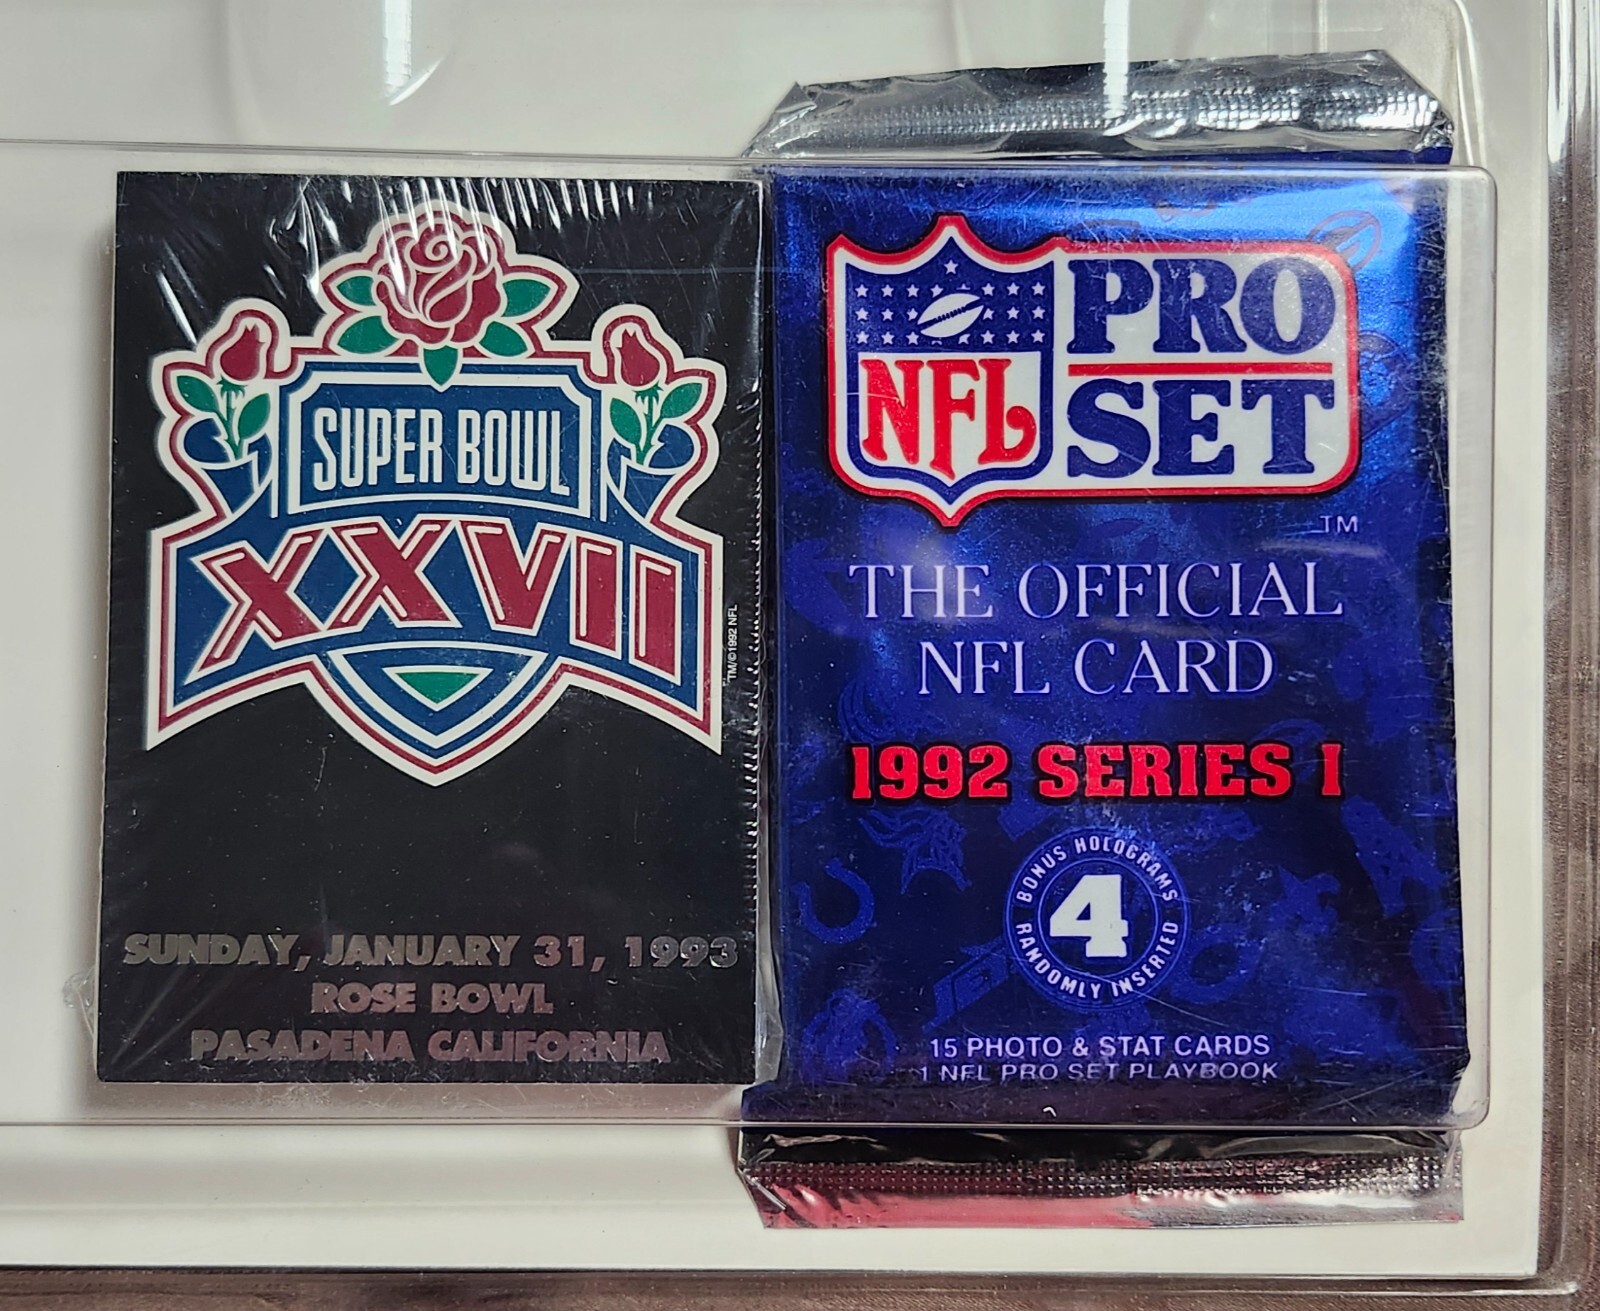 SUPER BOWL
XXVII
TM/©1992 NFL
SUNDAY, JANUARY 31, 1993
ROSE BOWL
PASADENA CALIFORNIA
NFL
PRO
SET
TM
THE OFFICIAL
NFL CARD
1992 SERIES I
BONUS HOLOGRAMS
4
RANDOMLY INSERTED
15 PHOTO & STAT CARDS
1 NFL PRO SET PLAYBOOK